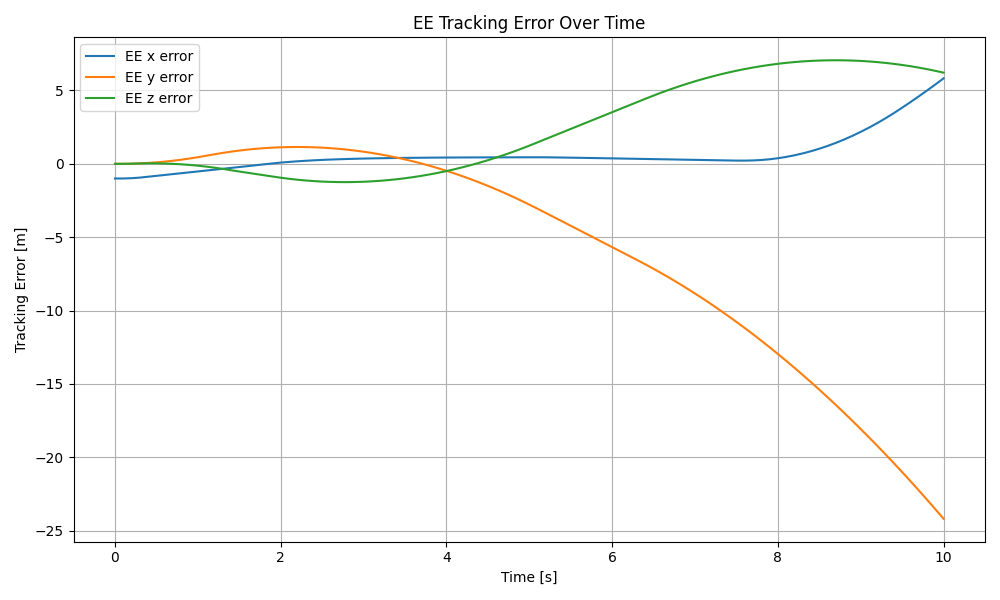 EE Tracking Error Over Time
EE x error
EE y error
EE z error
Tracking Error [m]
5
0
−5
−10
−15
−20
−25
0 2 4 6 8 10
Time [s]